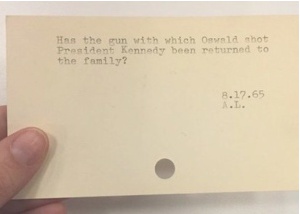 Has the gun with which Oswald shot
President Kennedy been returned to
the family?
8.17.65
A.L.